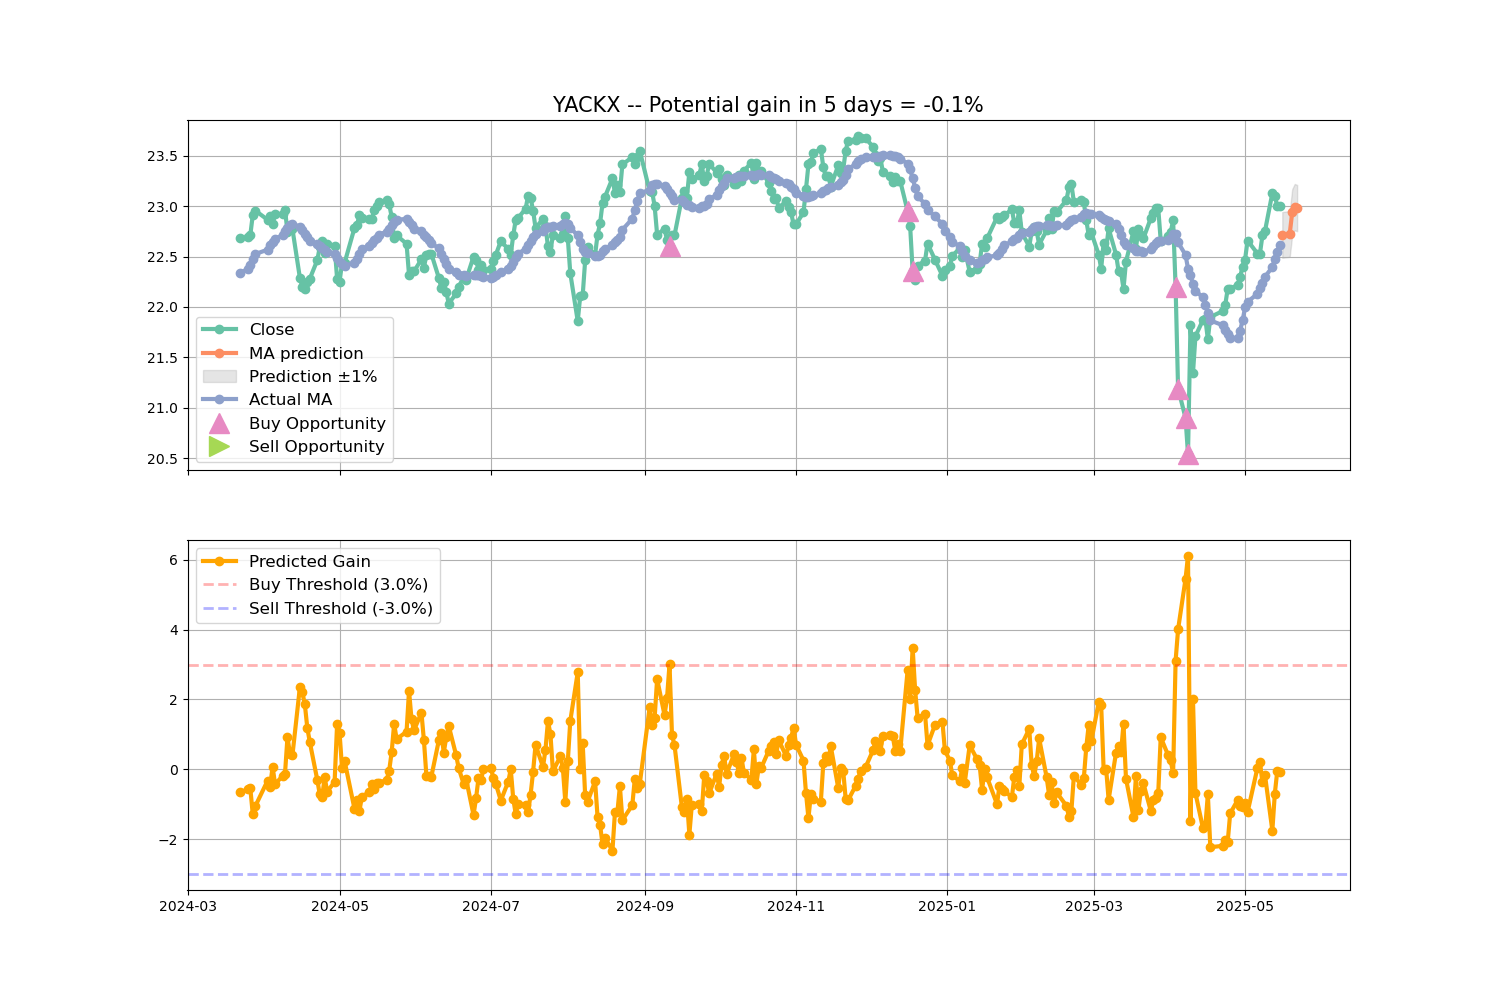 YACKX -- Potential gain in 5 days = -0.1%
23.5
23.0
22.5
22.0
21.5
21.0
20.5
Close
MA prediction
Prediction ±1%
Actual MA
Buy Opportunity
Sell Opportunity
6
4
2
0
−2
Predicted Gain
Buy Threshold (3.0%)
Sell Threshold (-3.0%)
2024-03 2024-05 2024-07 2024-09 2024-11 2025-01 2025-03 2025-05